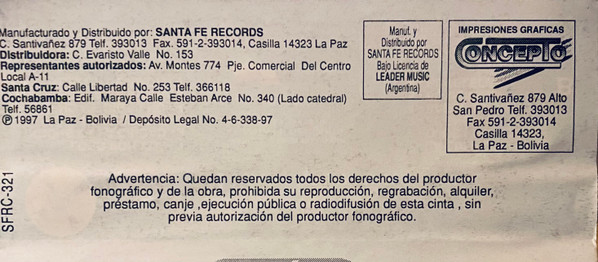 Manufacturado y Distribuido por: SANTA FE RECORDS
C. Santivañez 879 Telf. 393013 Fax. 591-2-393014, Casilla 14323 La Paz
Distribuidora: C. Evaristo Valle No. 153
Representantes autorizados: Av. Montes 774 Pje. Comercial Del Centro
Local A-11
Santa Cruz: Calle Libertad No. 253 Telf. 366118
Cochabamba: Edif. Maraya Calle Esteban Arce No. 340 (Lado catedral)
Telf. 56861
℗ 1997 La Paz - Bolivia / Depósito Legal No. 4-6-338-97
Manuf. y
Distribuido por
SANTA FE RECORDS
Bajo Licencia de
LEADER MUSIC
(Argentina)
IMPRESIONES GRAFICAS
CONCEPTO
C. Santivañez 879 Alto
San Pedro Telf. 393013
Fax 591-2-393014
Casilla 14323,
La Paz - Bolivia
SFRC-321
Advertencia: Quedan reservados todos los derechos del productor
fonográfico y de la obra, prohibida su reproducción, regrabación, alquiler,
préstamo, canje ,ejecución pública o radiodifusión de esta cinta , sin
previa autorización del productor fonográfico.